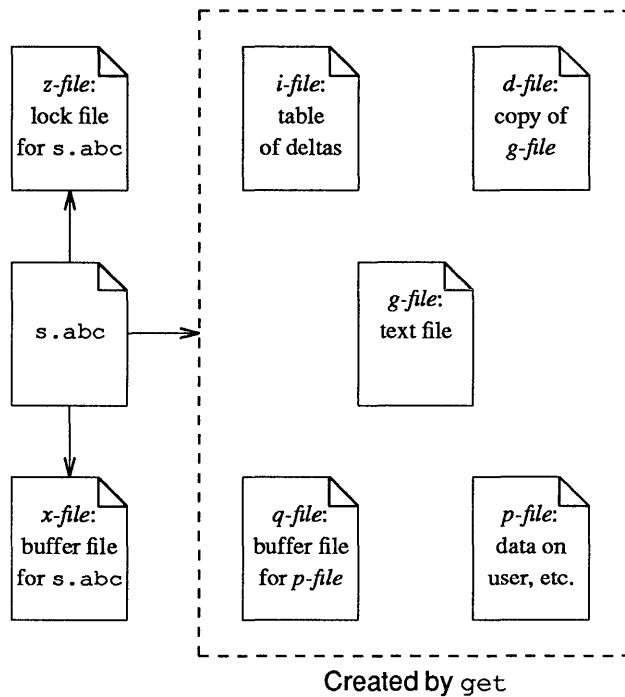 z-file:
lock file
for s.abc
i-file:
table
of deltas
d-file:
copy of
g-file
s.abc
g-file:
text file
x-file:
buffer file
for s.abc
q-file:
buffer file
for p-file
p-file:
data on
user, etc.
Created by get